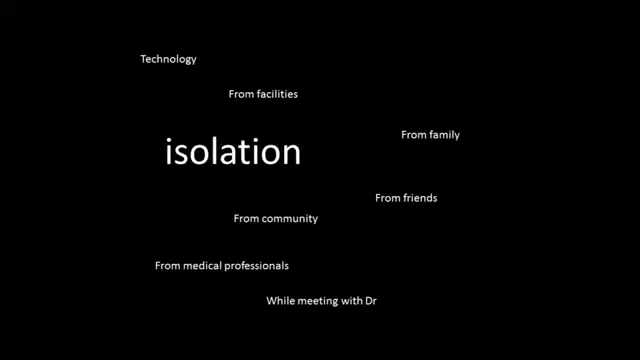 Technology
From facilities
From family
isolation
From friends
From community
From medical professionals
While meeting with Dr